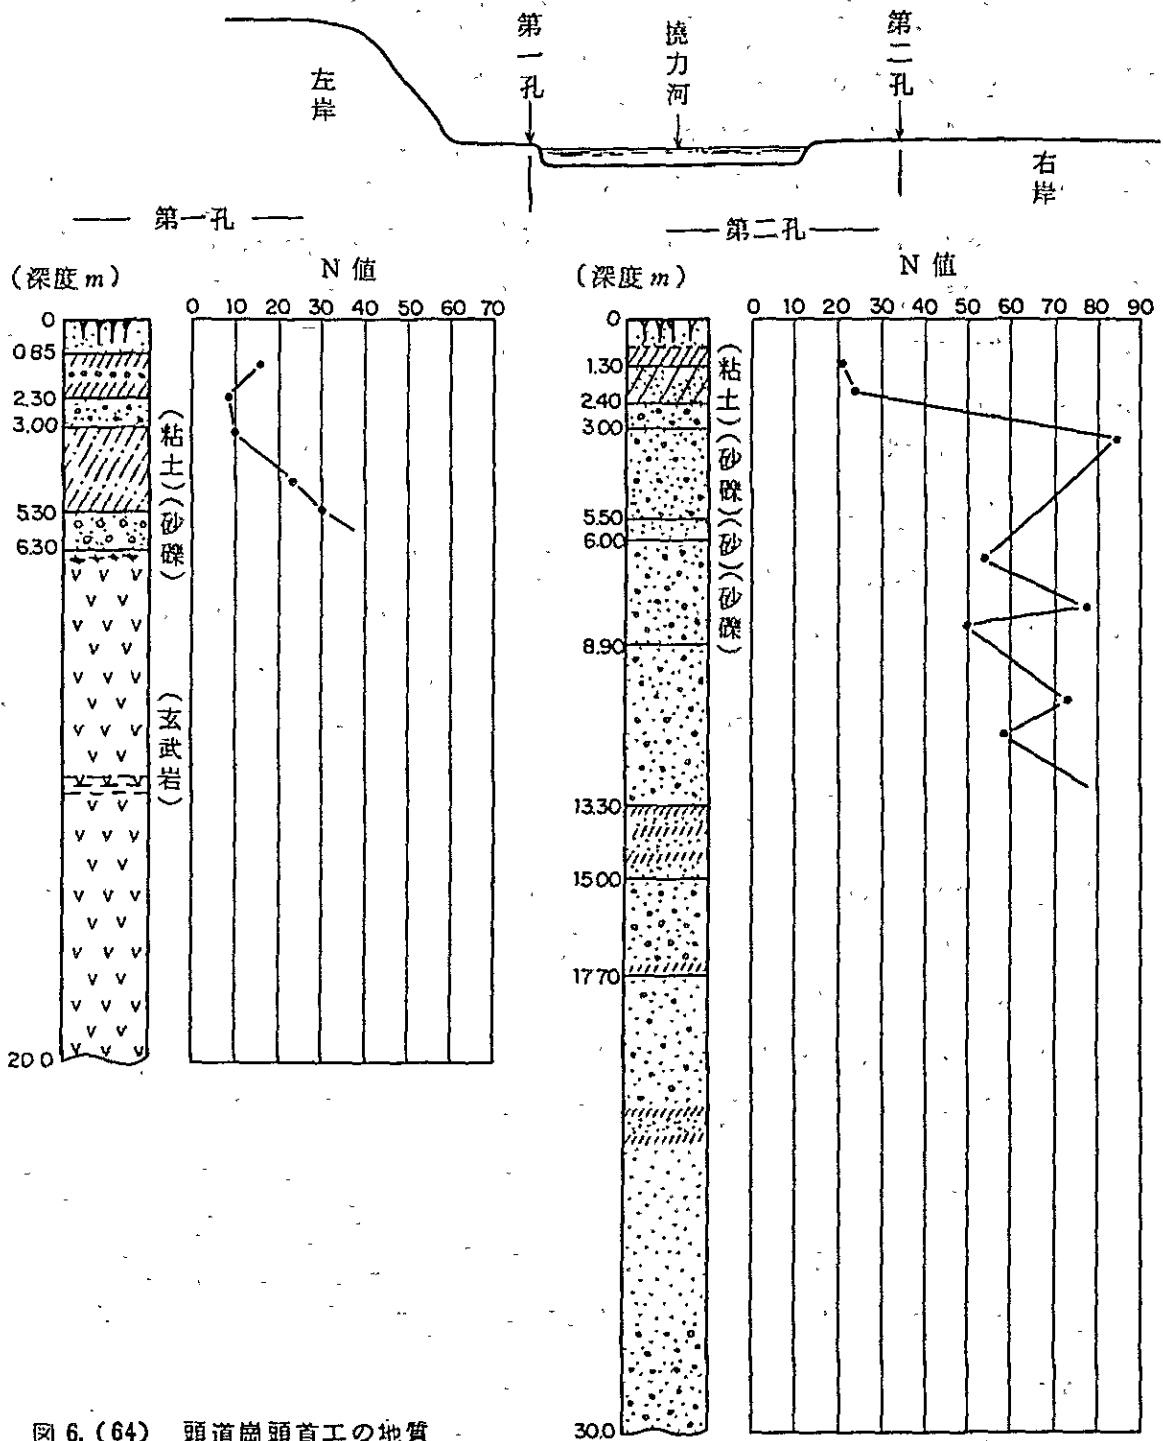 左岸
第一孔
撓力河
第二孔
右岸
第一孔
(深度 m)
N 値
0 10 20 30 40 50 60 70
0
0.85
2.30
3.00
5.30
6.30
20.0
(粘土)
(砂礫)
(玄武岩)
第二孔
(深度 m)
N 値
0 10 20 30 40 50 60 70 80 90
0
1.30
2.40
3.00
5.50
6.00
8.90
13.30
15.00
17.70
30.0
(粘土)
(砂礫)
(砂)
(砂礫)
図 6.(64) 頭道崗頭首工の地質